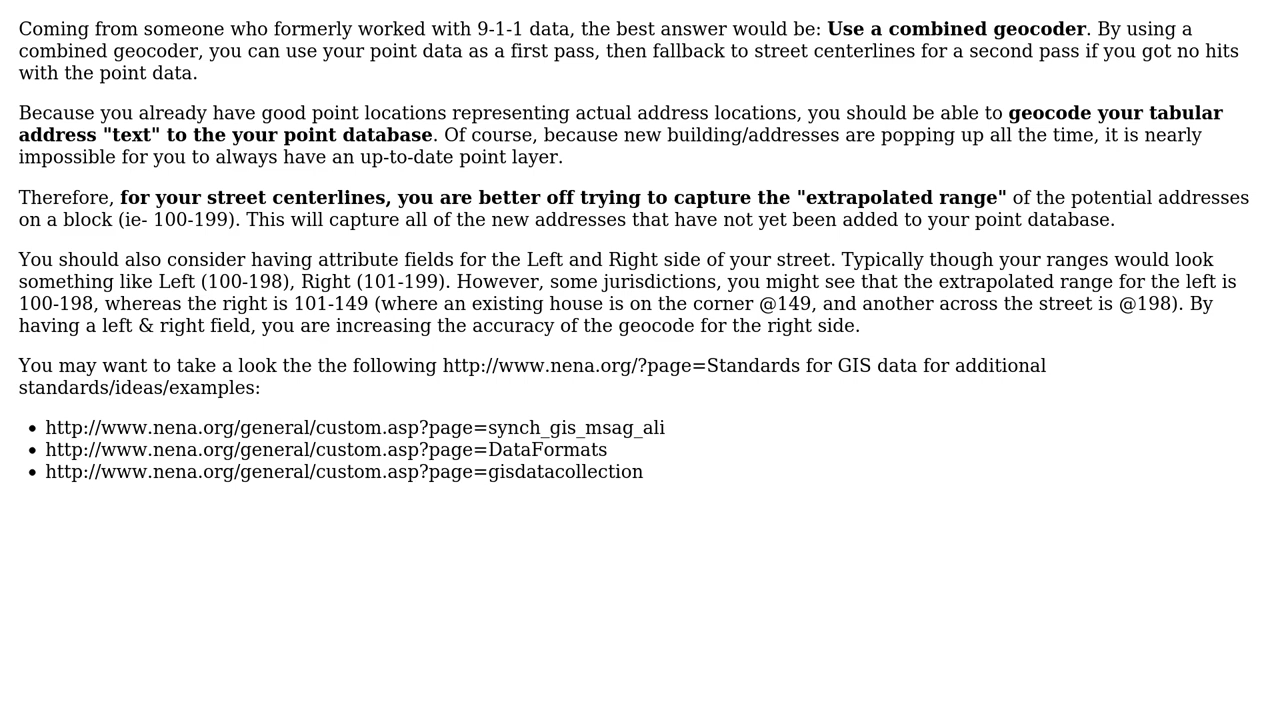 Coming from someone who formerly worked with 9-1-1 data, the best answer would be: Use a combined geocoder. By using a
combined geocoder, you can use your point data as a first pass, then fallback to street centerlines for a second pass if you got no hits
with the point data.
Because you already have good point locations representing actual address locations, you should be able to geocode your tabular
address "text" to the your point database. Of course, because new building/addresses are popping up all the time, it is nearly
impossible for you to always have an up-to-date point layer.
Therefore, for your street centerlines, you are better off trying to capture the "extrapolated range" of the potential addresses
on a block (ie- 100-199). This will capture all of the new addresses that have not yet been added to your point database.
You should also consider having attribute fields for the Left and Right side of your street. Typically though your ranges would look
something like Left (100-198), Right (101-199). However, some jurisdictions, you might see that the extrapolated range for the left is
100-198, whereas the right is 101-149 (where an existing house is on the corner @149, and another across the street is @198). By
having a left & right field, you are increasing the accuracy of the geocode for the right side.
You may want to take a look the the following http://www.nena.org/?page=Standards for GIS data for additional
standards/ideas/examples:
• http://www.nena.org/general/custom.asp?page=synch_gis_msag_ali
• http://www.nena.org/general/custom.asp?page=DataFormats
• http://www.nena.org/general/custom.asp?page=gisdatacollection